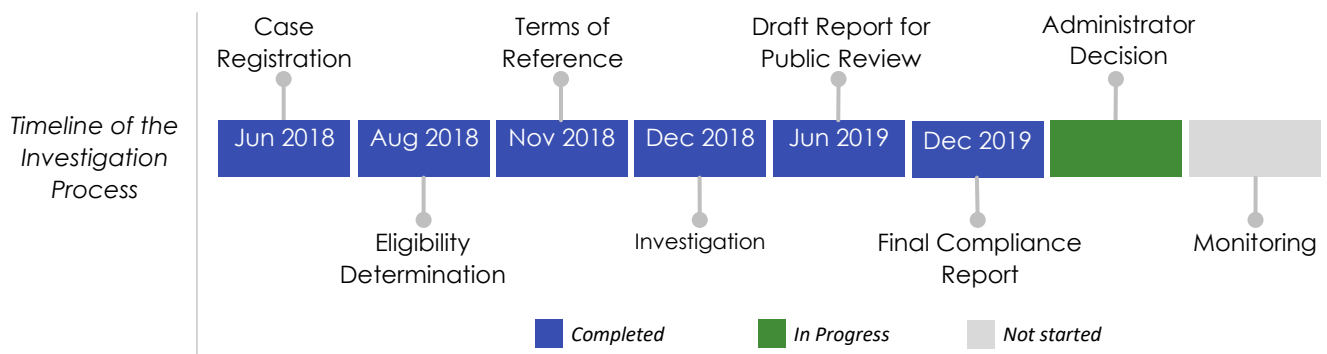 Case
Registration
Terms of
Reference
Draft Report for
Public Review
Administrator
Decision
Timeline of the
Investigation
Process
Jun 2018
Aug 2018
Nov 2018
Dec 2018
Jun 2019
Dec 2019
Eligibility
Determination
Investigation
Final Compliance
Report
Monitoring
Completed
In Progress
Not started